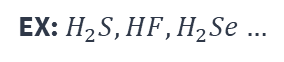 EX: H₂S, HF, H₂Se ...